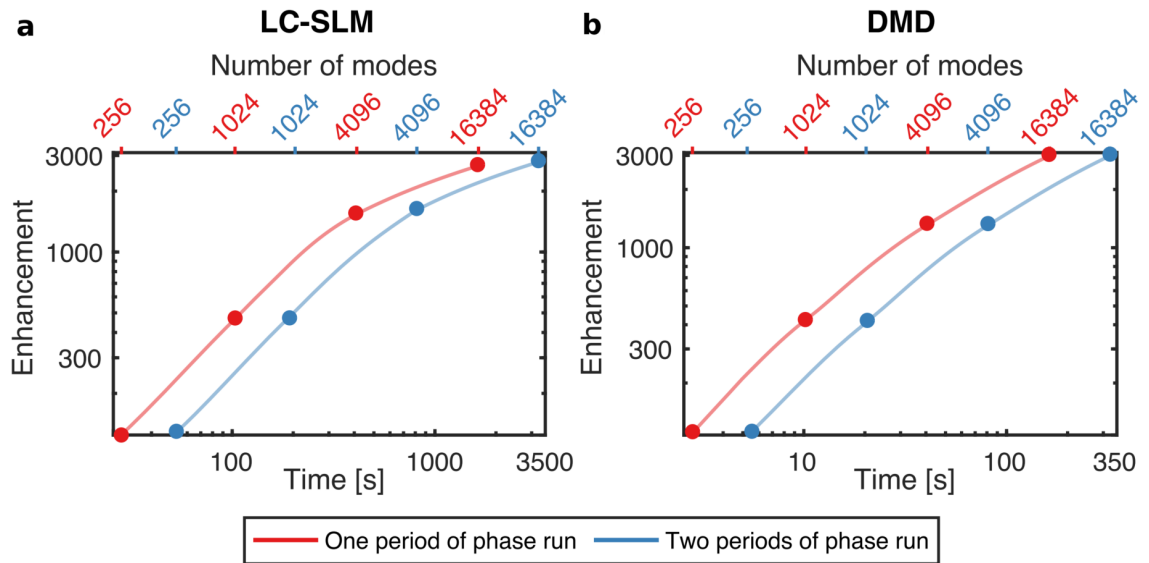 a
LC-SLM
Number of modes
256 256 1024 1024 4096 4096 16384 16384
3000
1000
300
Enhancement
100 1000 3500
Time [s]
b
DMD
Number of modes
256 256 1024 1024 4096 4096 16384 16384
3000
1000
300
Enhancement
10 100 350
Time [s]
One period of phase run Two periods of phase run